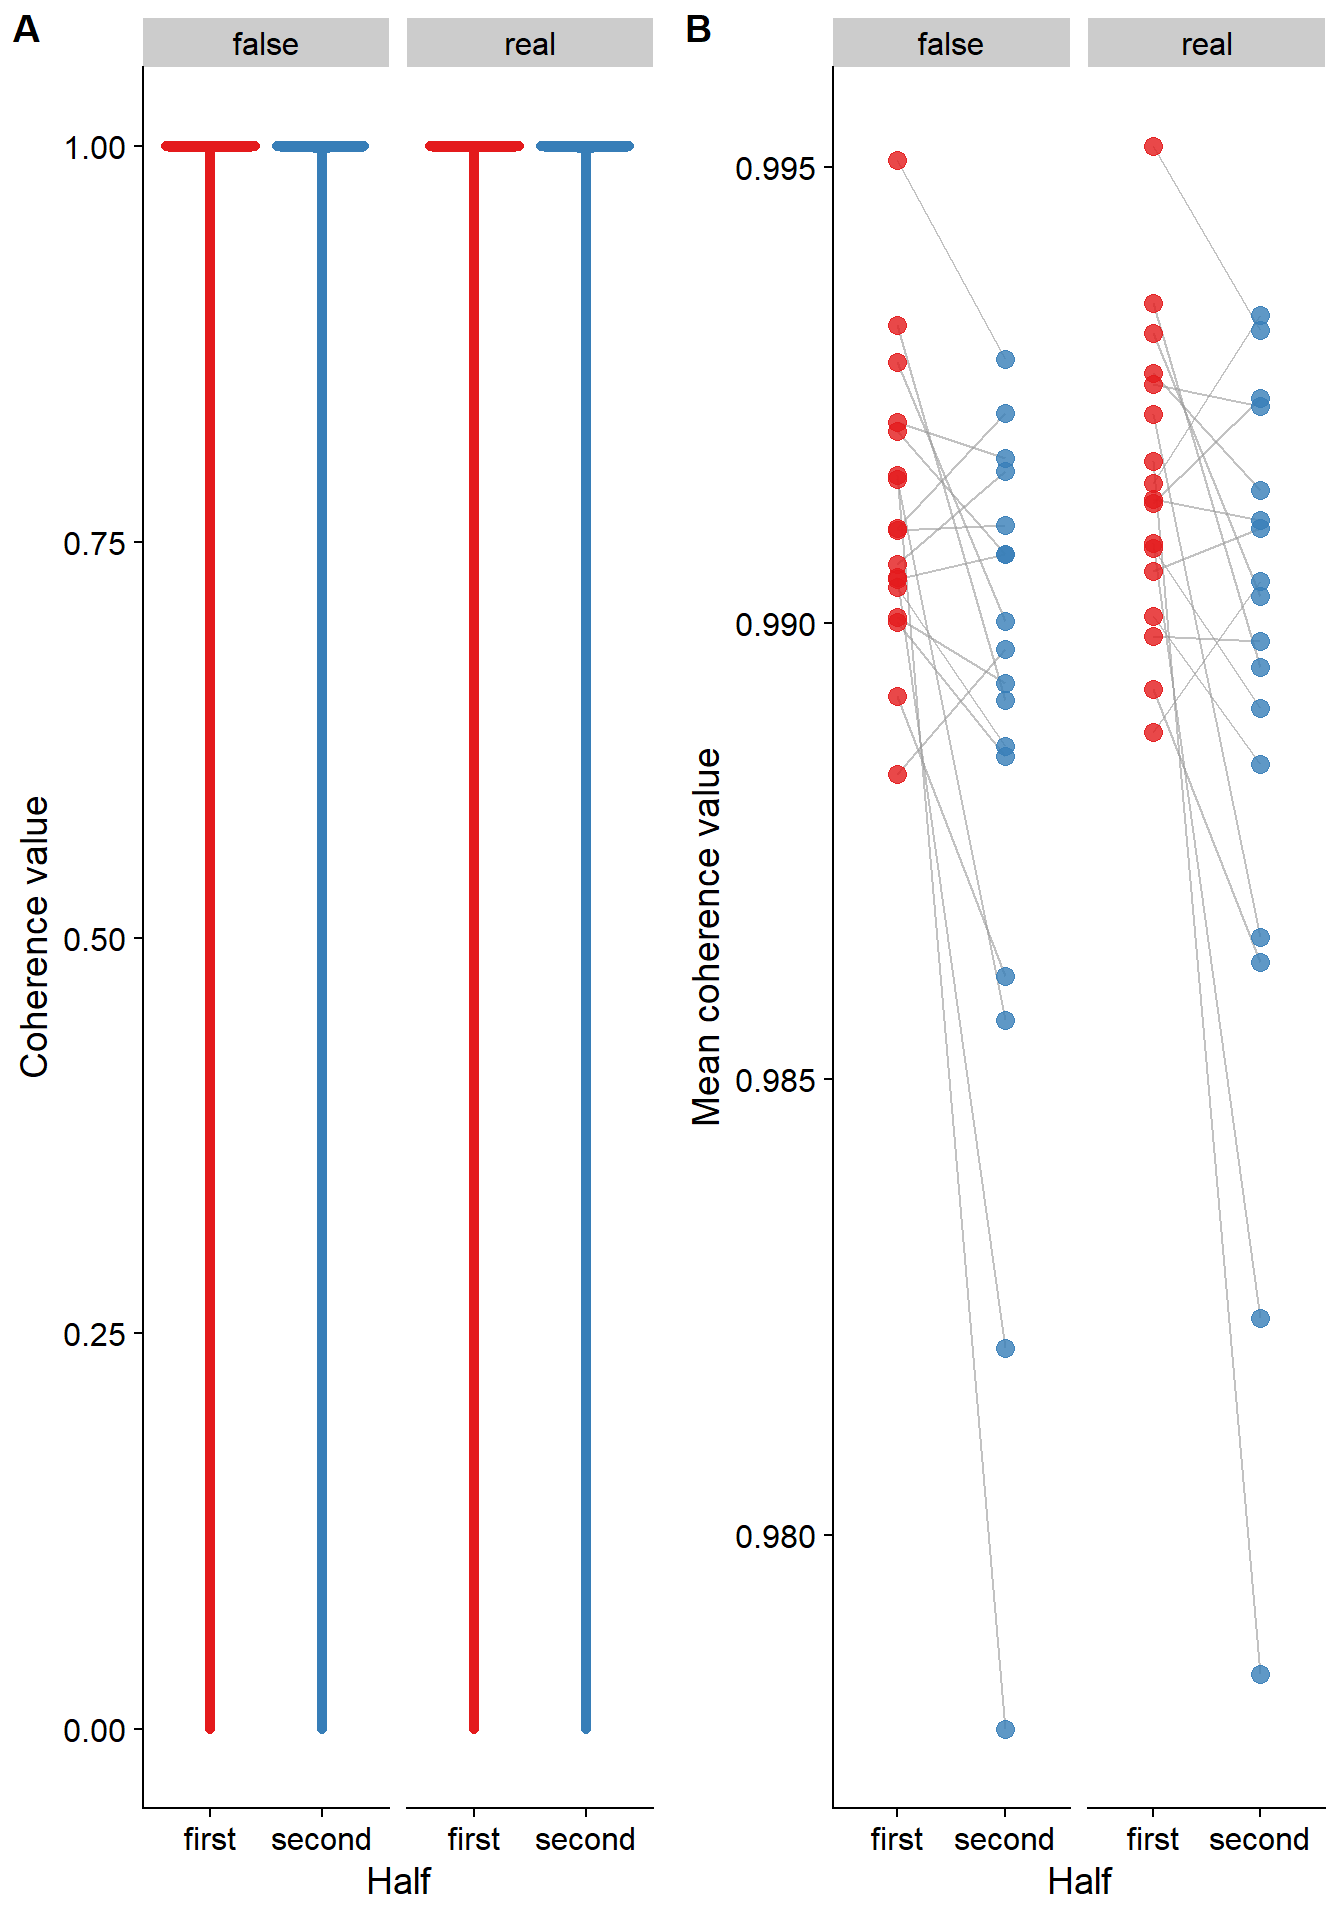 A
false
real
Coherence value
1.00
0.75
0.50
0.25
0.00
first
second
first
second
Half
B
false
real
Mean coherence value
0.995
0.990
0.985
0.980
first
second
first
second
Half